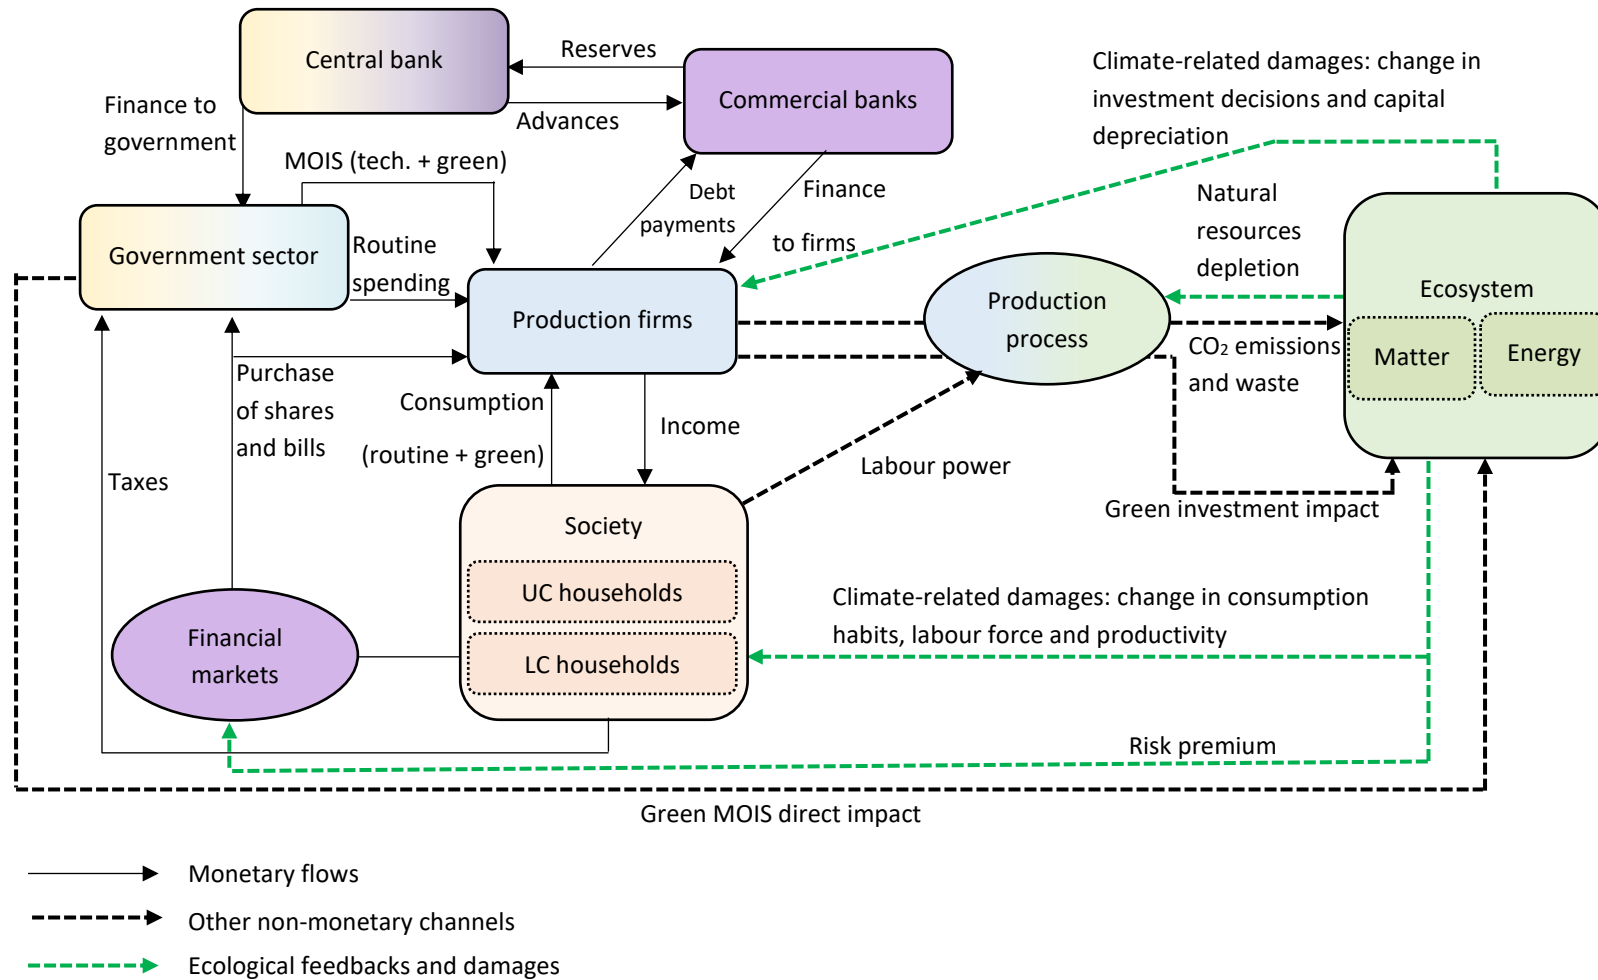 Central bank
Reserves
Commercial banks
Advances
Finance to
government
MOIS (tech. + green)
Debt
payments
Finance
Climate-related damages: change in
investment decisions and capital
depreciation
to firms
Natural
resources
depletion
Government sector
Routine
spending
Production firms
Production
process
Ecosystem
Matter
Energy
CO₂ emissions
and waste
Purchase
of shares
and bills
Consumption
(routine + green)
Income
Labour power
Taxes
Green investment impact
Society
UC households
LC households
Financial
markets
Climate-related damages: change in consumption
habits, labour force and productivity
Risk premium
Green MOIS direct impact
Monetary flows
Other non-monetary channels
Ecological feedbacks and damages